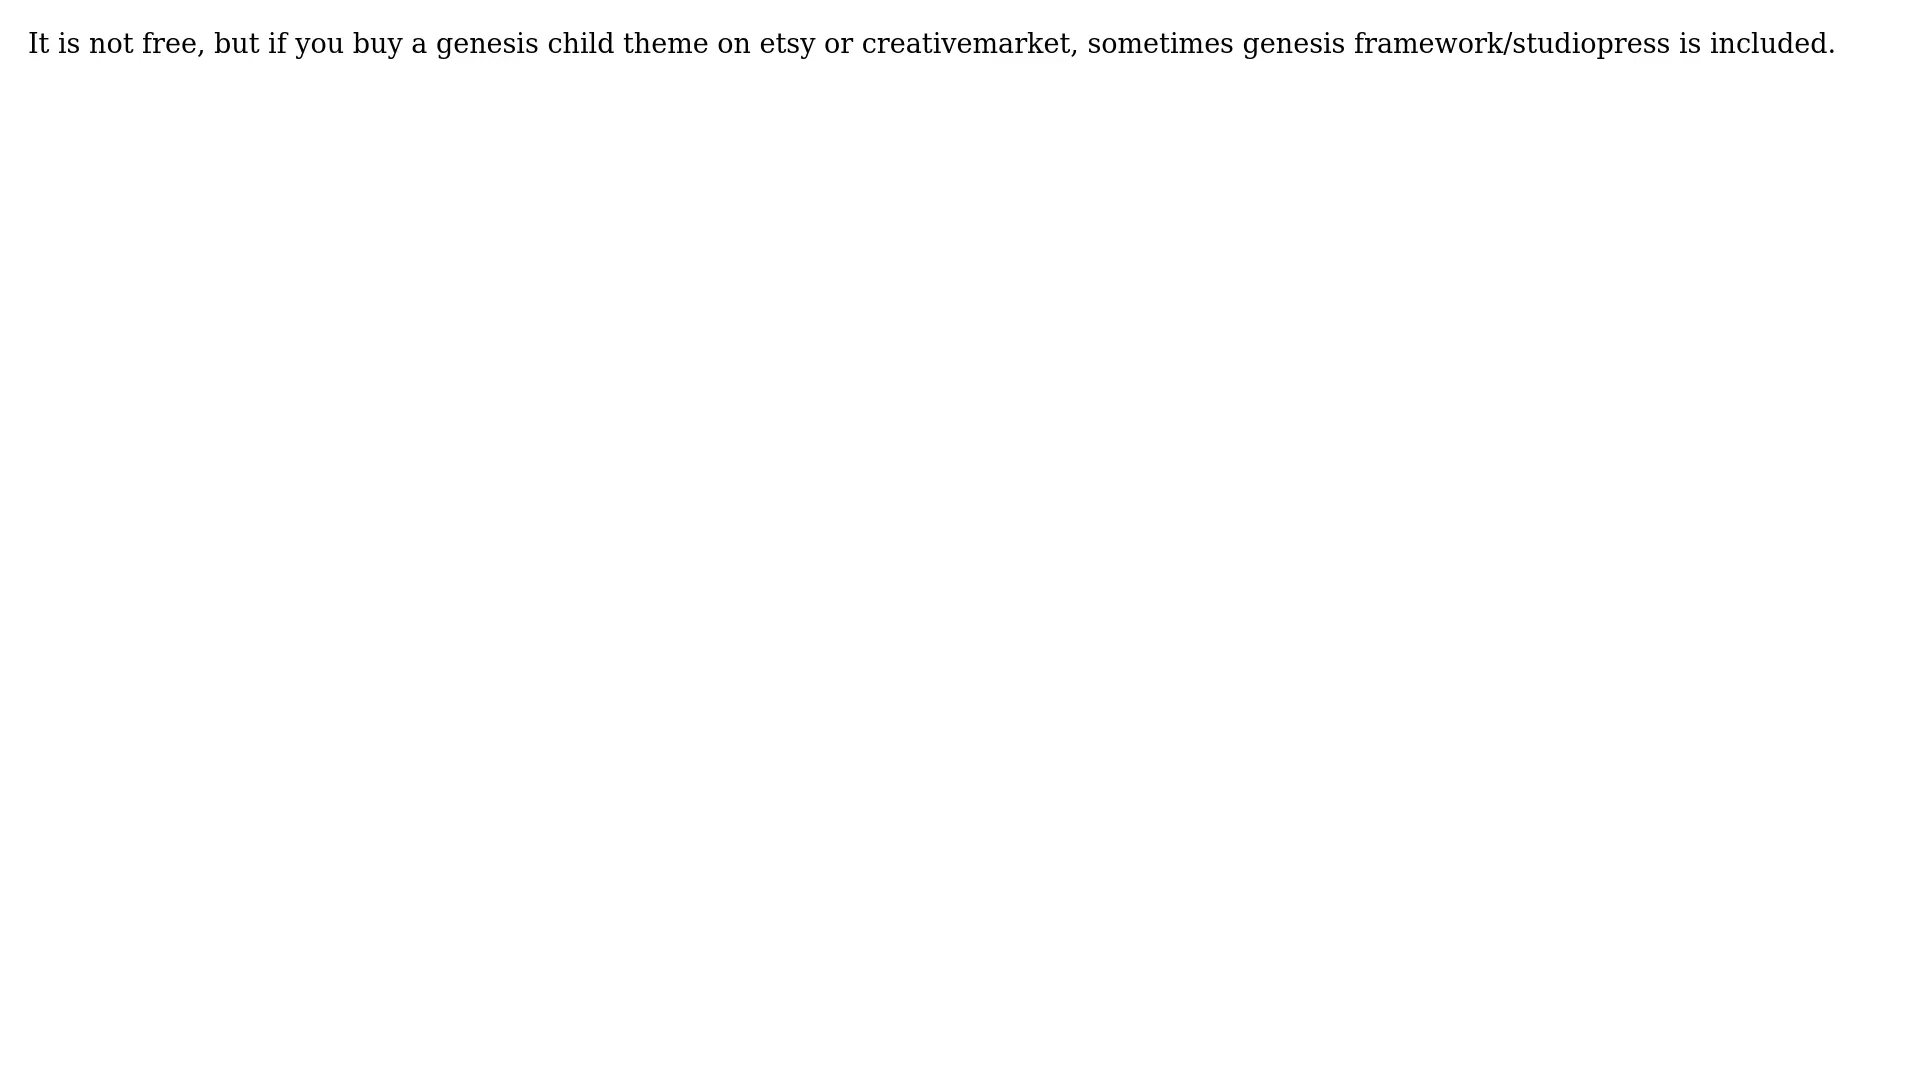 It is not free, but if you buy a genesis child theme on etsy or creativemarket, sometimes genesis framework/studiopress is included.